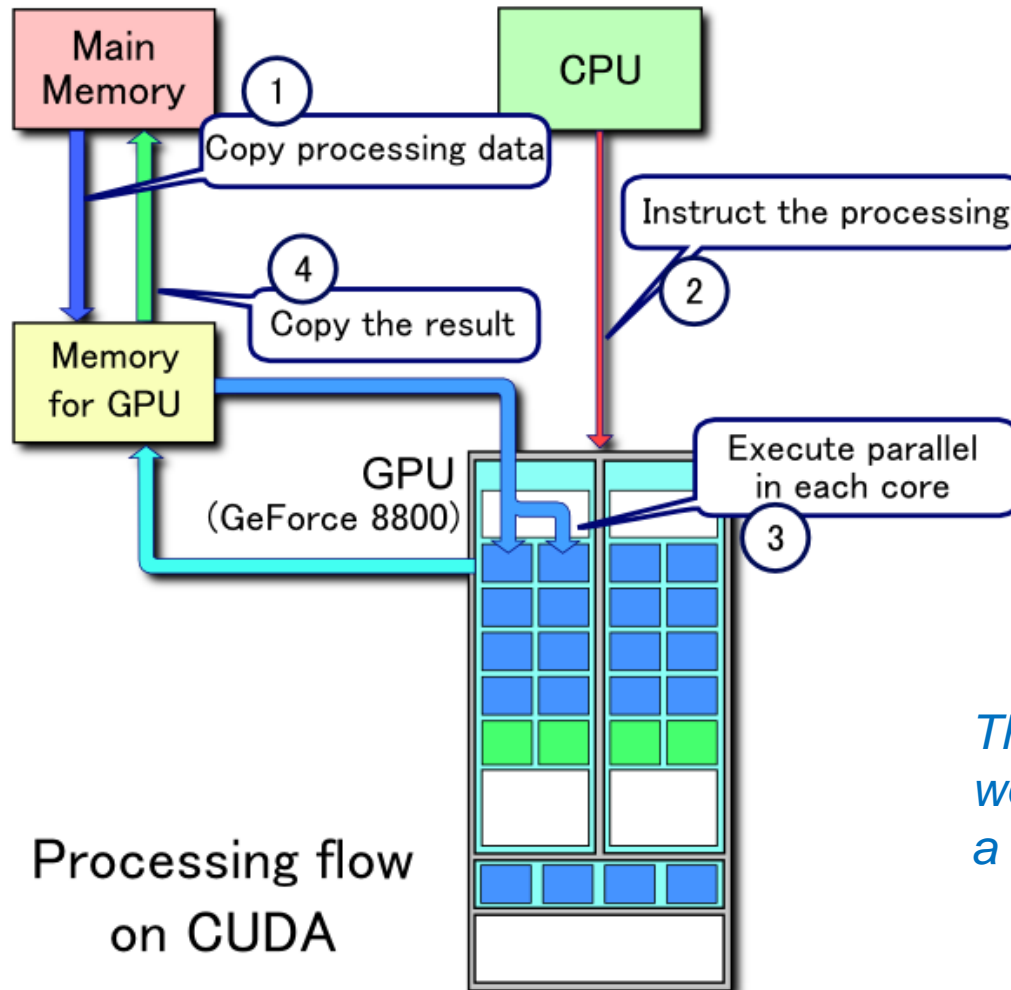 Main
Memory
CPU
1
Copy processing data
Instruct the processing
2
4
Copy the result
Memory
for GPU
GPU
(GeForce 8800)
Execute parallel
in each core
3
Processing flow
on CUDA
a